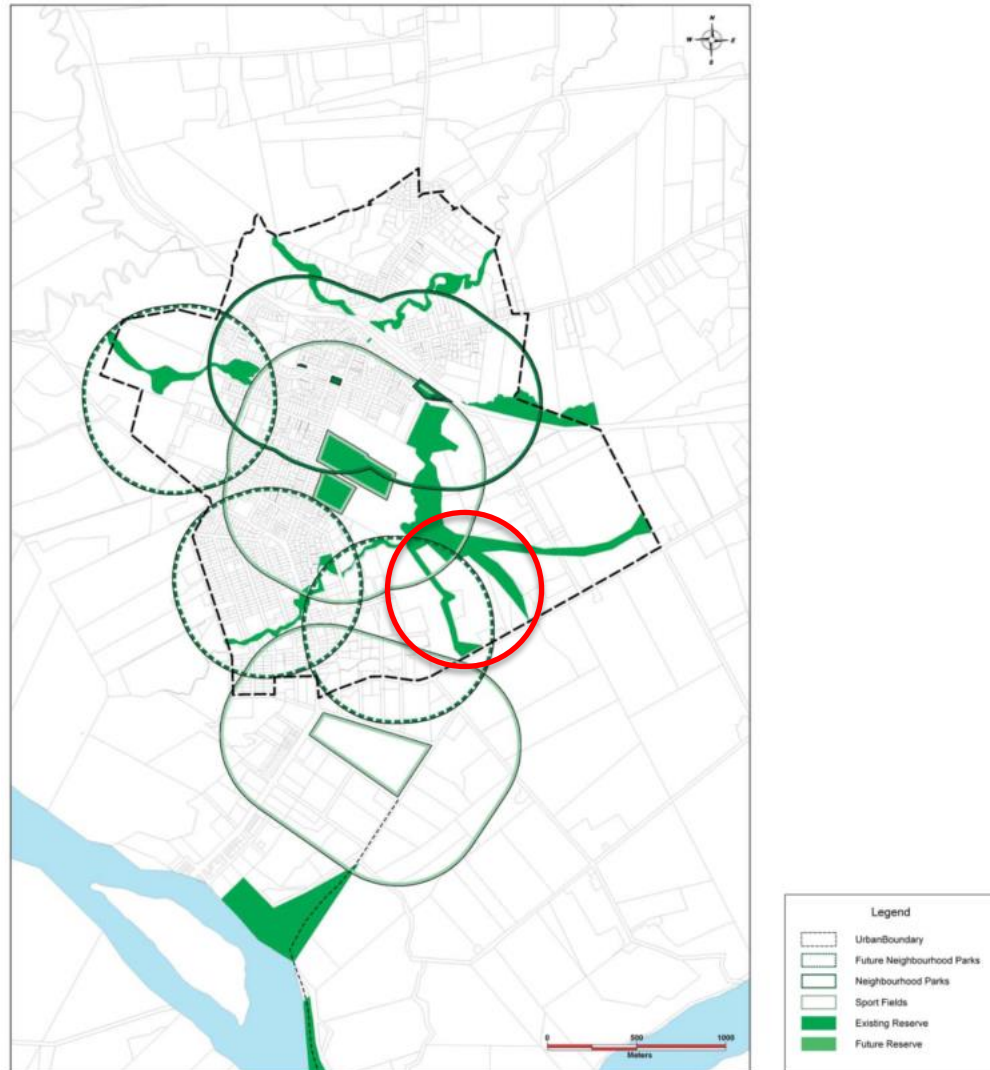 N
W E
S
0 500 1000
Meters
Legend
UrbanBoundary
Future Neighbourhood Parks
Neighbourhood Parks
Sport Fields
Existing Reserve
Future Reserve